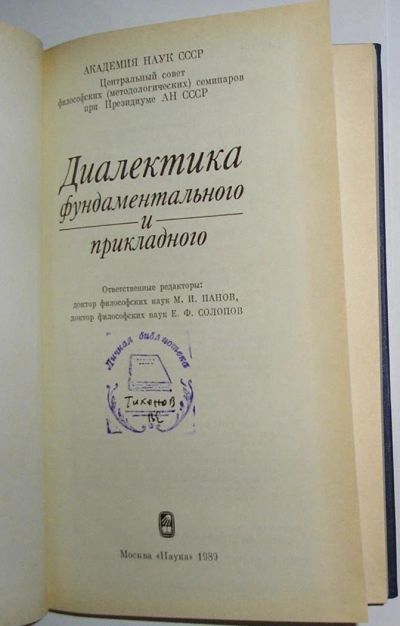 АКАДЕМИЯ НАУК СССР
Центральный совет
философских (методологических) семинаров
при Президиуме АН СССР
Диалектика
фундаментального
и
прикладного
Ответственные редакторы:
доктор философских наук М. И. ПАНОВ,
доктор философских наук Е. Ф. СОЛОПОВ
Личная библиотека
Тихенов
Москва «Наука» 1989